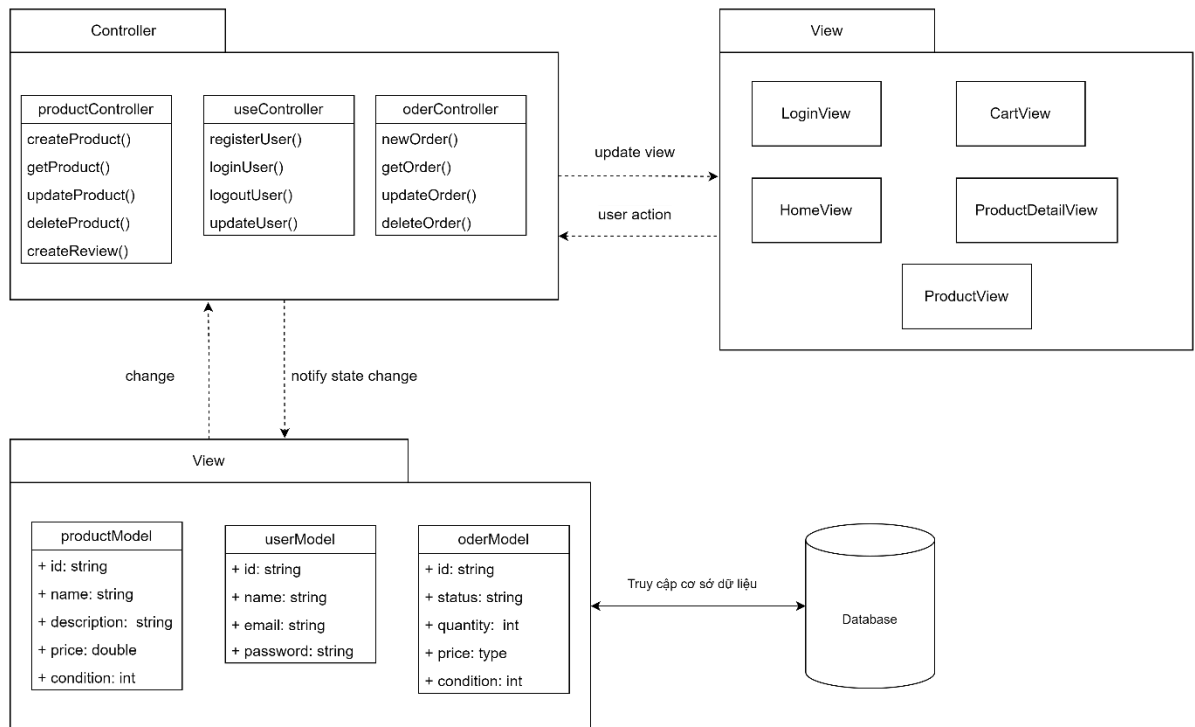 Controller
productController
createProduct()
getProduct()
updateProduct()
deleteProduct()
createReview()
useController
registerUser()
loginUser()
logoutUser()
updateUser()
oderController
newOrder()
getOrder()
updateOrder()
deleteOrder()
update view
user action
View
LoginView
CartView
HomeView
ProductDetailView
ProductView
change
notify state change
View
productModel
+ id: string
+ name: string
+ description: string
+ price: double
+ condition: int
userModel
+ id: string
+ name: string
+ email: string
+ password: string
oderModel
+ id: string
+ status: string
+ quantity: int
+ price: type
+ condition: int
Truy cập cơ sở dữ liệu
Database